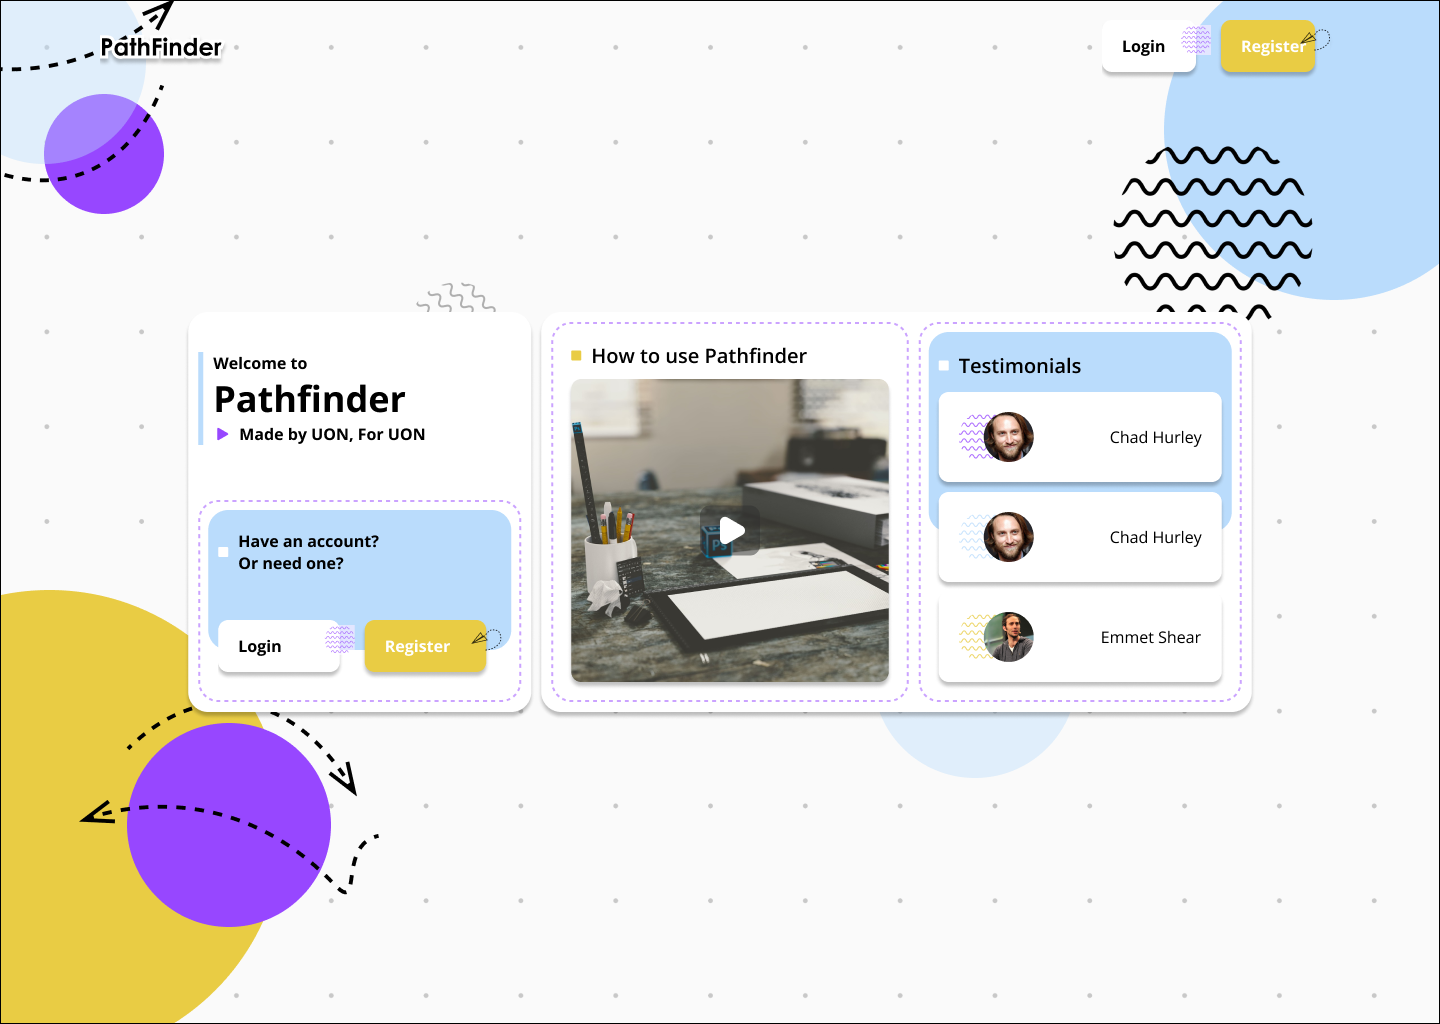 PathFinder
Login
Register
Welcome to
Pathfinder
Made by UON, For UON
Have an account?
Or need one?
Login
Register
How to use Pathfinder
Ps
Testimonials
Chad Hurley
Chad Hurley
Emmet Shear